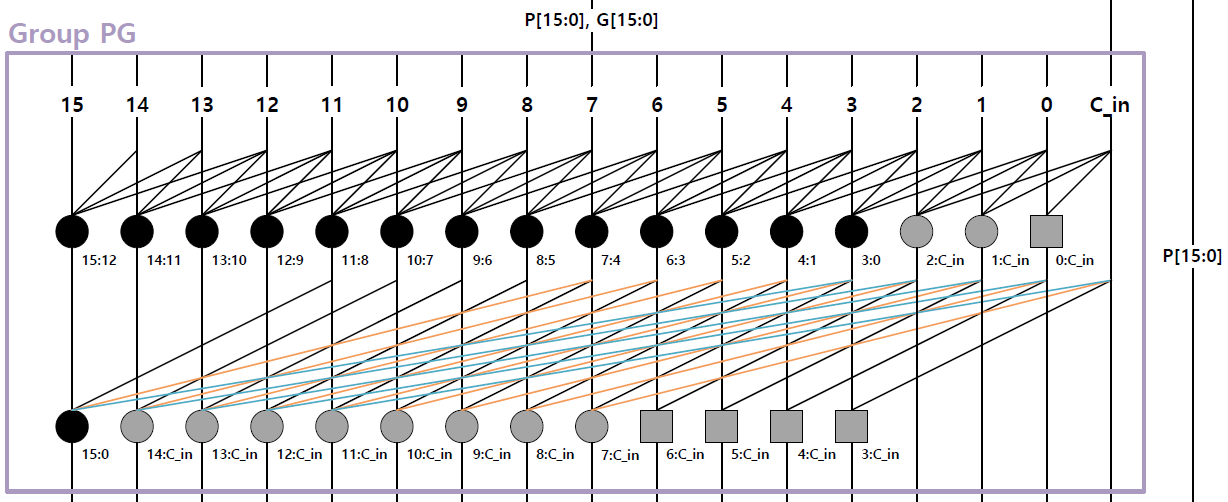 P[15:0], G[15:0]
Group PG
15 14 13 12 11 10 9 8 7 6 5 4 3 2 1 0 C_in
15:12 14:11 13:10 12:9 11:8 10:7 9:6 8:5 7:4 6:3 5:2 4:1 3:0 2:C_in 1:C_in 0:C_in
P[15:0]
15:0 14:C_in 13:C_in 12:C_in 11:C_in 10:C_in 9:C_in 8:C_in 7:C_in 6:C_in 5:C_in 4:C_in 3:C_in